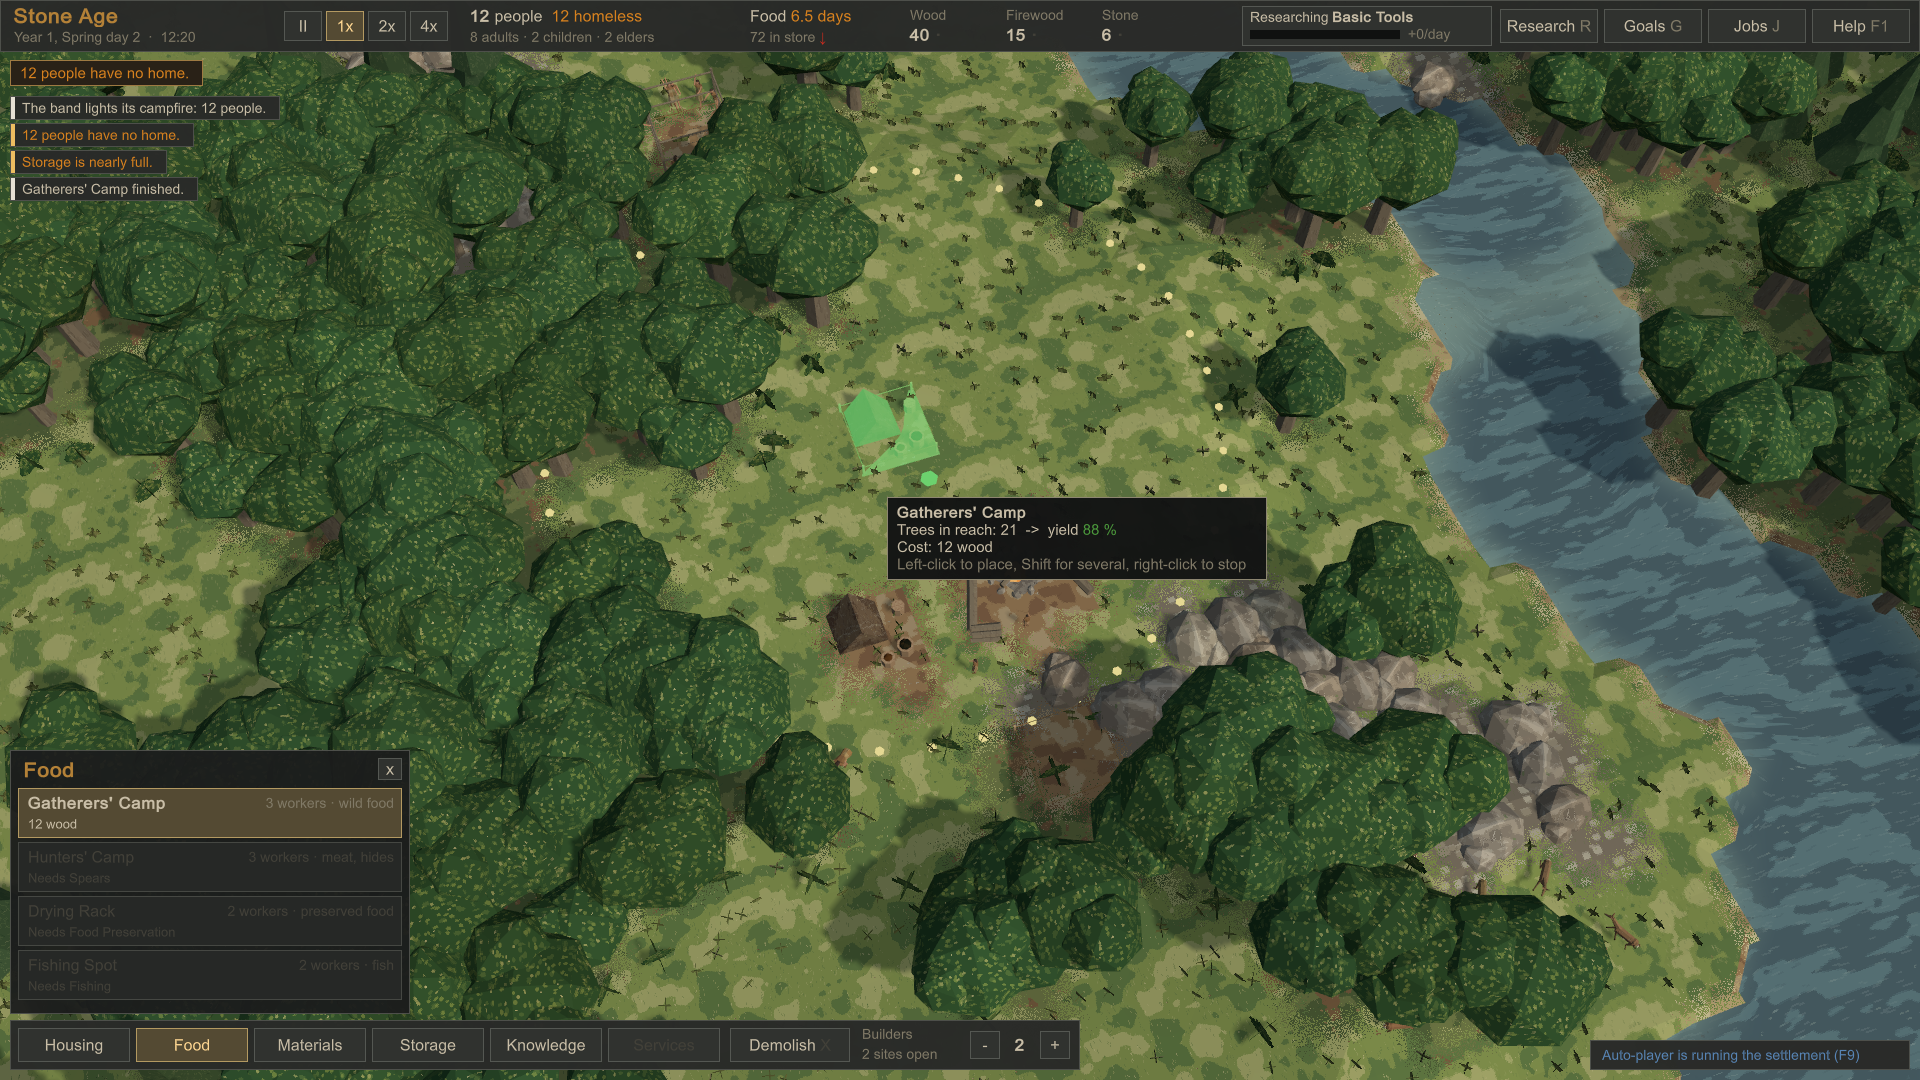 Stone Age
Year 1, Spring day 2 · 12:20
II
1x
2x
4x
12 people 12 homeless
8 adults · 2 children · 2 elders
Food 6.5 days
72 in store ↓
Wood
40
Firewood
15
Stone
6
Researching Basic Tools
+0/day
Research R
Goals G
Jobs J
Help F1
12 people have no home.
The band lights its campfire: 12 people.
12 people have no home.
Storage is nearly full.
Gatherers' Camp finished.
Gatherers' Camp
Trees in reach: 21 -> yield 88 %
Cost: 12 wood
Left-click to place, Shift for several, right-click to stop
Food
x
Gatherers' Camp
3 workers · wild food
12 wood
Hunters' Camp
3 workers · meat, hides
Needs Spears
Drying Rack
2 workers · preserved food
Needs Food Preservation
Fishing Spot
2 workers · fish
Needs Fishing
Housing
Food
Materials
Storage
Knowledge
Services
Demolish X
Builders
2 sites open
-
2
+
Auto-player is running the settlement (F9)